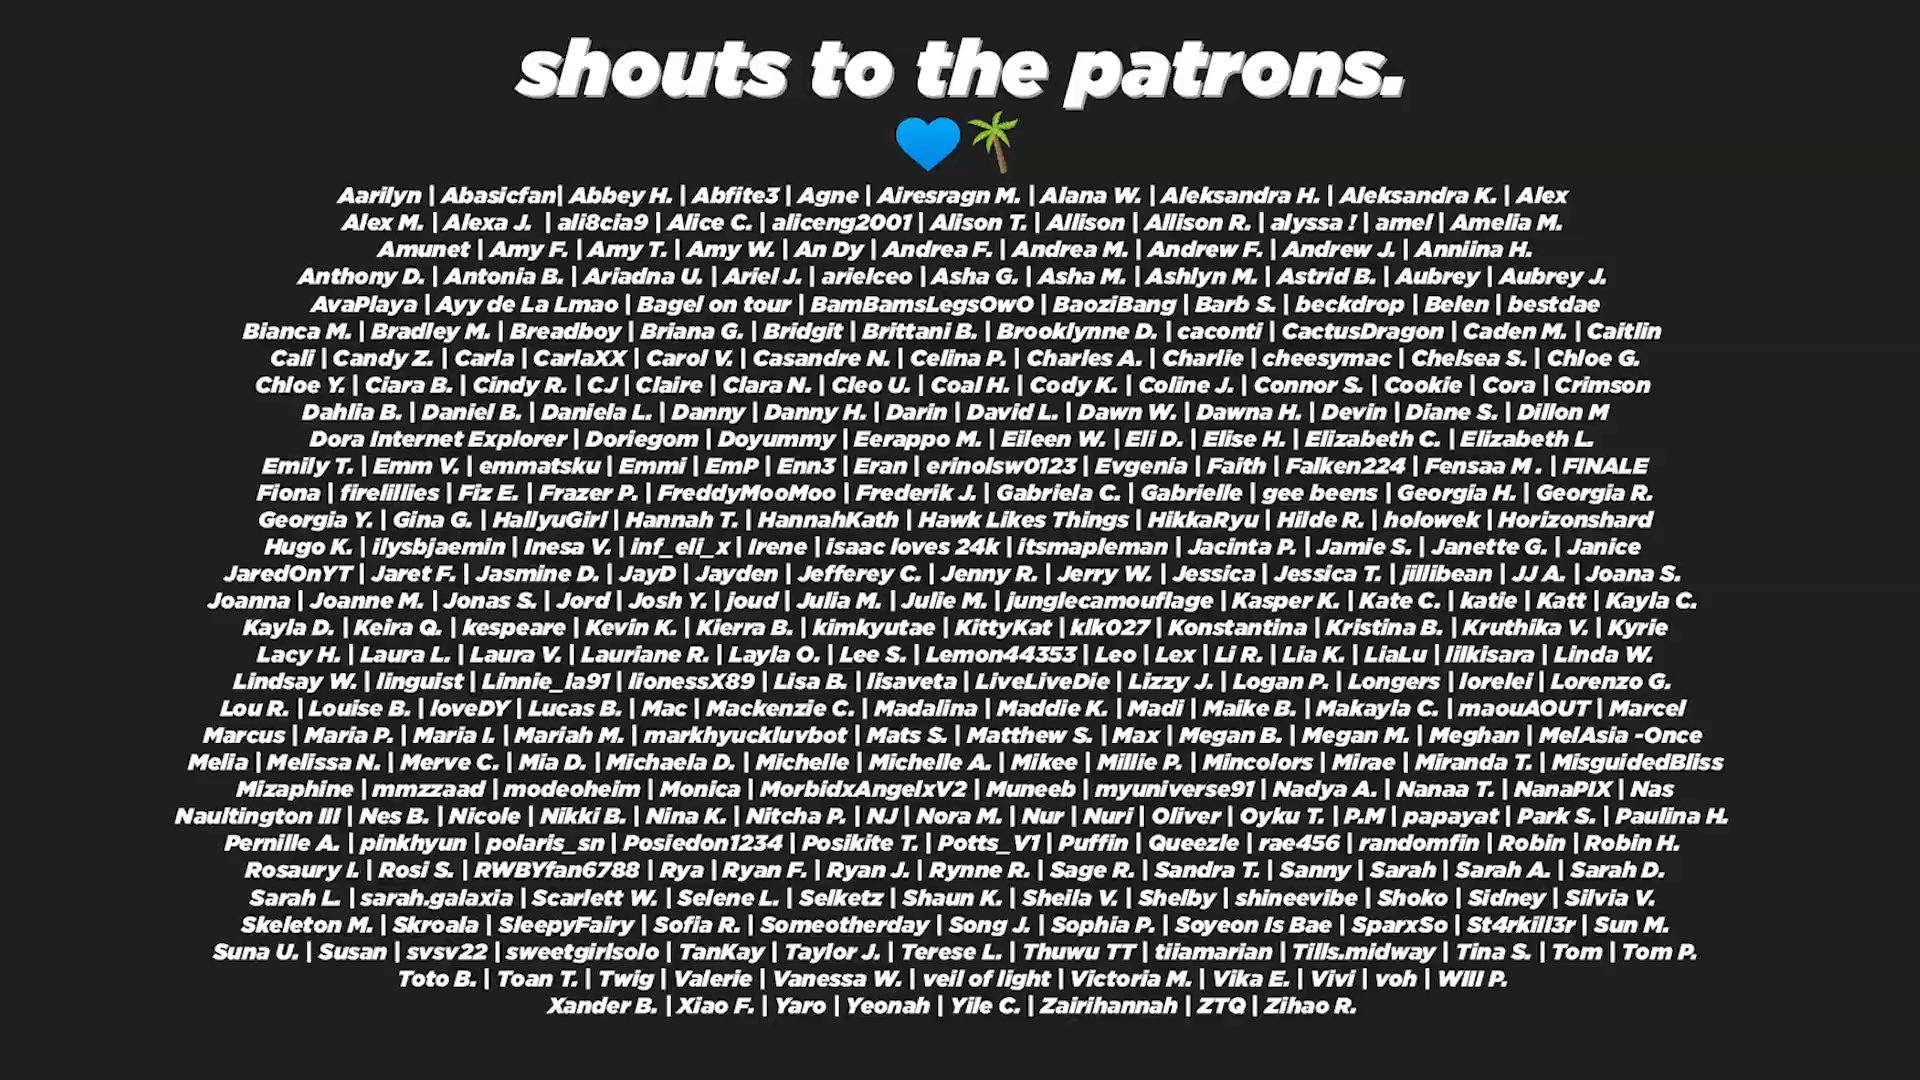 shouts to the patrons.
Aarilyn | Abasicfan| Abbey H. | Abfite3 | Agne | Airesragn M. | Alana W. | Aleksandra H. | Aleksandra K. | Alex
Alex M. | Alexa J. | ali8cia9 | Alice C. | aliceng2001 | Alison T. | Allison | Allison R. | alyssa ! | amel | Amelia M.
Amunet | Amy F. | Amy T. | Amy W. | An Dy | Andrea F. | Andrea M. | Andrew F. | Andrew J. | Anniina H.
Anthony D. | Antonia B. | Ariadna U. | Ariel J. | arielceo | Asha G. | Asha M. | Ashlyn M. | Astrid B. | Aubrey | Aubrey J.
AvaPlaya | Ayy de La Lmao | Bagel on tour | BamBamsLegsOwO | BaoziBang | Barb S. | beckdrop | Belen | bestdae
Bianca M. | Bradley M. | Breadboy | Briana G. | Bridgit | Brittani B. | Brooklynne D. | caconti | CactusDragon | Caden M. | Caitlin
Cali | Candy Z. | Carla | CarlaXX | Carol V. | Casandre N. | Celina P. | Charles A. | Charlie | cheesymac | Chelsea S. | Chloe G.
Chloe Y. | Ciara B. | Cindy R. | CJ | Claire | Clara N. | Cleo U. | Coal H. | Cody K. | Coline J. | Connor S. | Cookie | Cora | Crimson
Dahlia B. | Daniel B. | Daniela L. | Danny | Danny H. | Darin | David L. | Dawn W. | Dawna H. | Devin | Diane S. | Dillon M
Dora Internet Explorer | Doriegom | Doyummy | Eerappo M. | Eileen W. | Eli D. | Elise H. | Elizabeth C. | Elizabeth L.
Emily T. | Emm V. | emmatsku | Emmi | EmP | Enn3 | Eran | erinolsw0123 | Evgenia | Faith | Falken224 | Fensaa M . | FINALE
Fiona | firelillies | Fiz E. | Frazer P. | FreddyMooMoo | Frederik J. | Gabriela C. | Gabrielle | gee beens | Georgia H. | Georgia R.
Georgia Y. | Gina G. | HallyuGirl | Hannah T. | HannahKath | Hawk Likes Things | HikkaRyu | Hilde R. | holowek | Horizonshard
Hugo K. | ilysbjaemin | Inesa V. | inf_eli_x | Irene | isaac loves 24k | itsmapleman | Jacinta P. | Jamie S. | Janette G. | Janice
JaredOnYT | Jaret F. | Jasmine D. | JayD | Jayden | Jefferey C. | Jenny R. | Jerry W. | Jessica | Jessica T. | jillibean | JJ A. | Joana S.
Joanna | Joanne M. | Jonas S. | Jord | Josh Y. | joud | Julia M. | Julie M. | junglecamouflage | Kasper K. | Kate C. | katie | Katt | Kayla C.
Kayla D. | Keira Q. | kespeare | Kevin K. | Kierra B. | kimkyutae | KittyKat | klk027 | Konstantina | Kristina B. | Kruthika V. | Kyrie
Lacy H. | Laura L. | Laura V. | Lauriane R. | Layla O. | Lee S. | Lemon44353 | Leo | Lex | Li R. | Lia K. | LiaLu | lilkisara | Linda W.
Lindsay W. | linguist | Linnie_la91 | lionessX89 | Lisa B. | lisaveta | LiveLiveDie | Lizzy J. | Logan P. | Longers | lorelei | Lorenzo G.
Lou R. | Louise B. | loveDY | Lucas B. | Mac | Mackenzie C. | Madalina | Maddie K. | Madi | Maike B. | Makayla C. | maouAOUT | Marcel
Marcus | Maria P. | Maria I. | Mariah M. | markhyuckluvbot | Mats S. | Matthew S. | Max | Megan B. | Megan M. | Meghan | MelAsia -Once
Melia | Melissa N. | Merve C. | Mia D. | Michaela D. | Michelle | Michelle A. | Mikee | Millie P. | Mincolors | Mirae | Miranda T. | MisguidedBliss
Mizaphine | mmzzaad | modeoheim | Monica | MorbidxAngelxV2 | Muneeb | myuniverse91 | Nadya A. | Nanaa T. | NanaPIX | Nas
Naultington III | Nes B. | Nicole | Nikki B. | Nina K. | Nitcha P. | NJ | Nora M. | Nur | Nuri | Oliver | Oyku T. | P.M | papayat | Park S. | Paulina H.
Pernille A. | pinkhyun | polaris_sn | Posiedon1234 | Posikite T. | Potts_V1 | Puffin | Queezle | rae456 | randomfin | Robin | Robin H.
Rosaury I. | Rosi S. | RWBYfan6788 | Rya | Ryan F. | Ryan J. | Rynne R. | Sage R. | Sandra T. | Sanny | Sarah | Sarah A. | Sarah D.
Sarah L. | sarah.galaxia | Scarlett W. | Selene L. | Selketz | Shaun K. | Sheila V. | Shelby | shineevibe | Shoko | Sidney | Silvia V.
Skeleton M. | Skroala | SleepyFairy | Sofia R. | Someotherday | Song J. | Sophia P. | Soyeon Is Bae | SparxSo | St4rkill3r | Sun M.
Suna U. | Susan | svsv22 | sweetgirlsolo | TanKay | Taylor J. | Terese L. | Thuwu TT | tiiamarian | Tills.midway | Tina S. | Tom | Tom P.
Toto B. | Toan T. | Twig | Valerie | Vanessa W. | veil of light | Victoria M. | Vika E. | Vivi | voh | Will P.
Xander B. | Xiao F. | Yaro | Yeonah | Yile C. | Zairihannah | ZTQ | Zihao R.